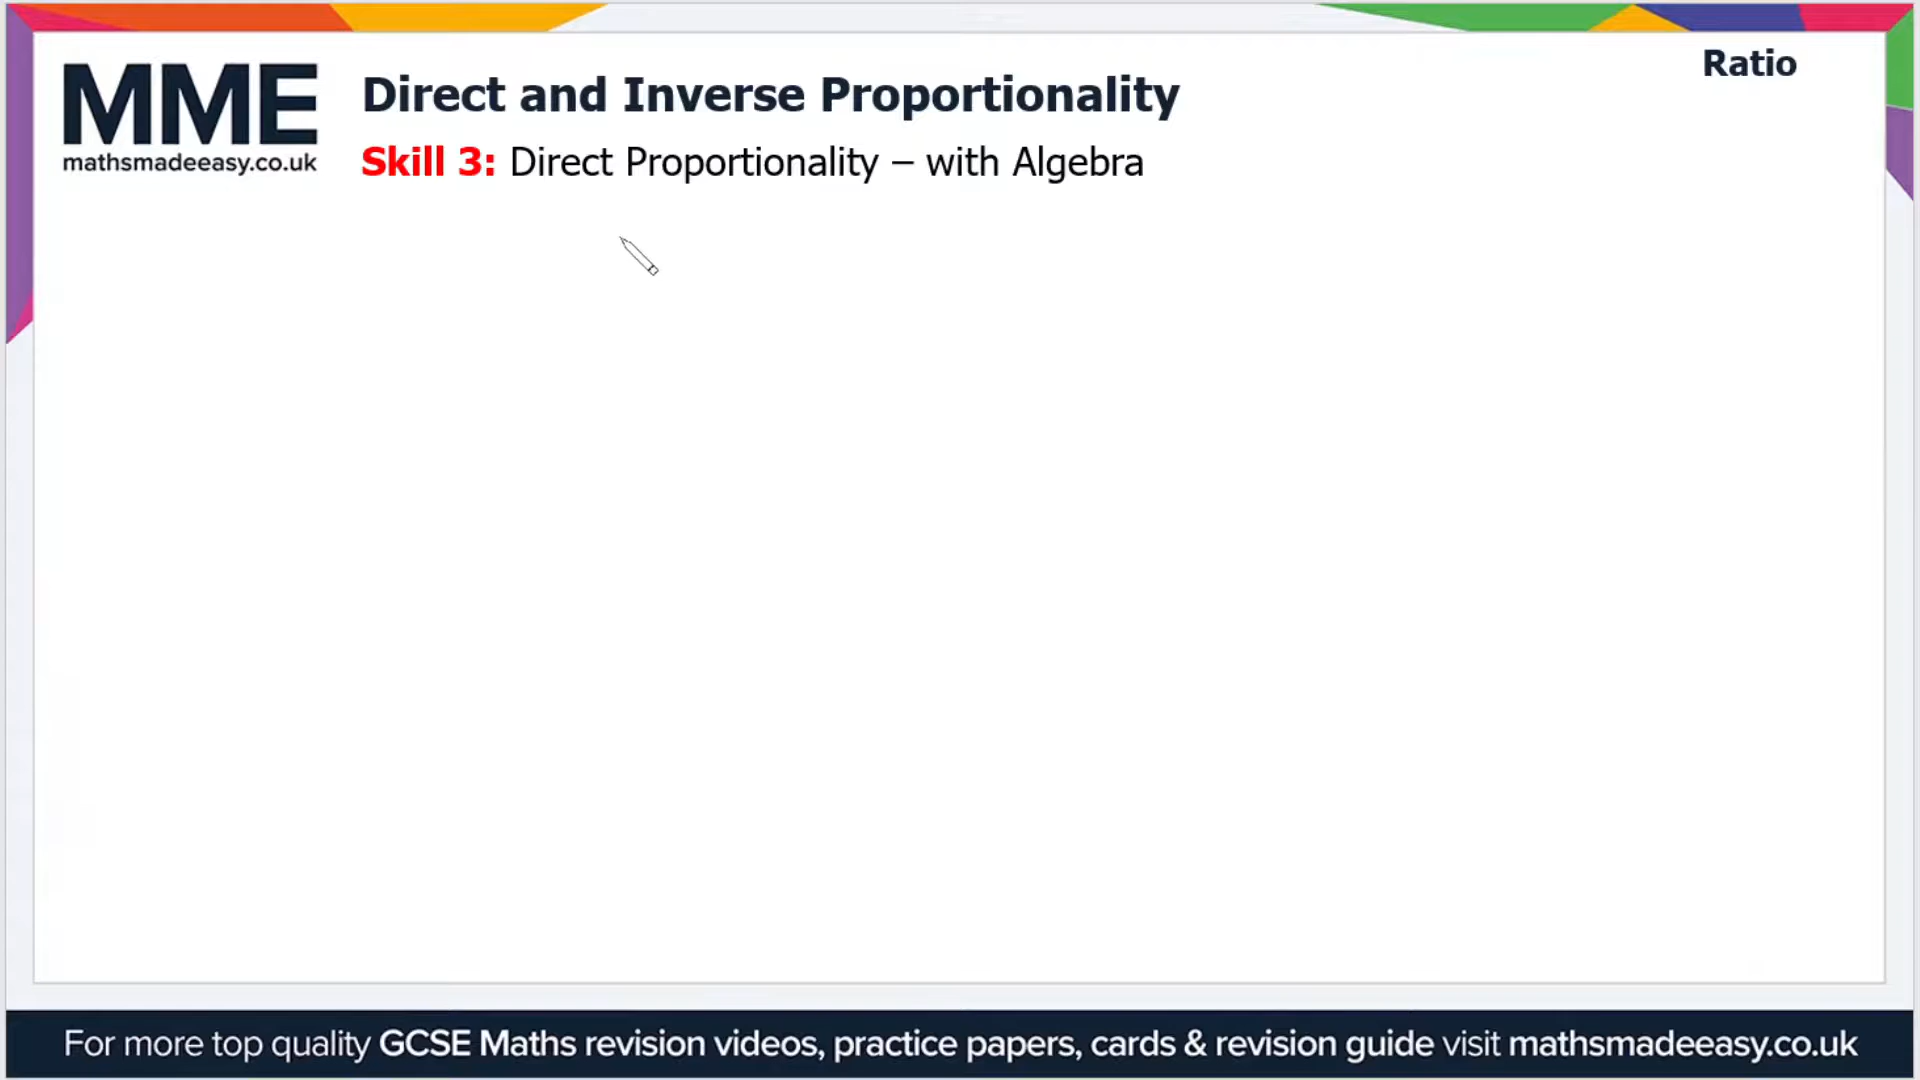 Ratio
MME
mathsmadeeasy.co.uk
Direct and Inverse Proportionality
Skill 3: Direct Proportionality – with Algebra
For more top quality GCSE Maths revision videos, practice papers, cards & revision guide visit mathsmadeeasy.co.uk